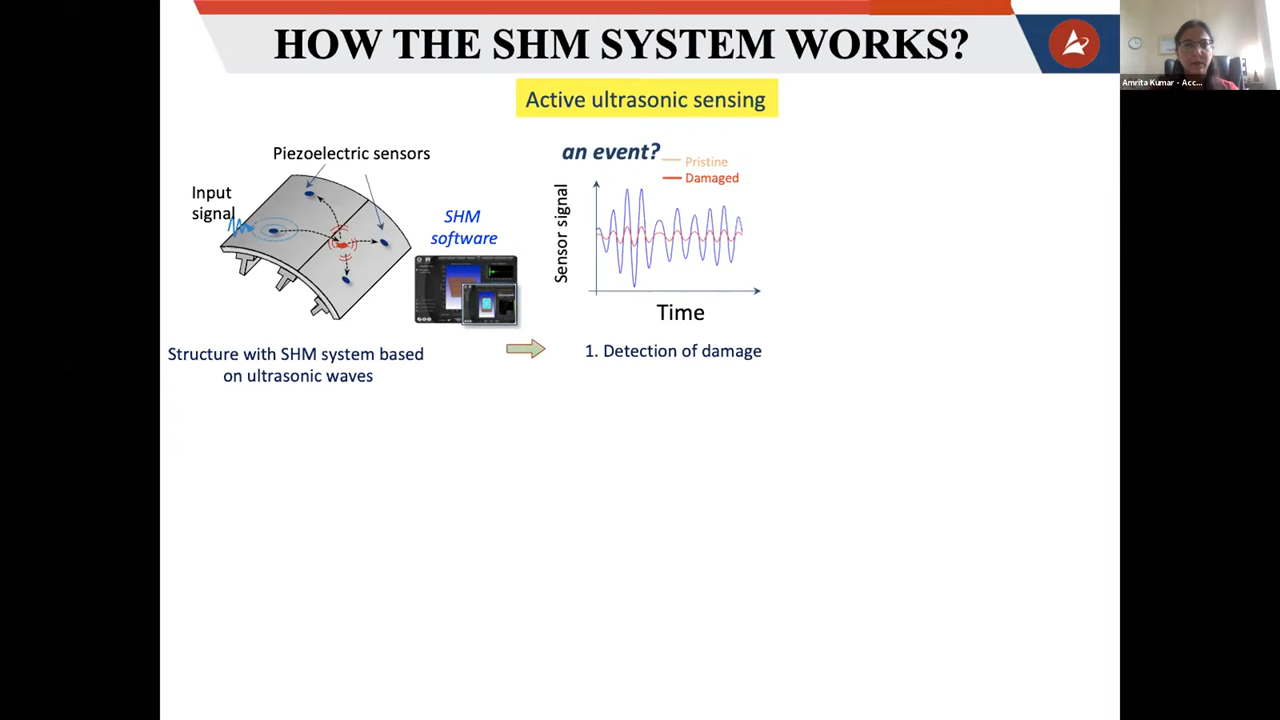 HOW THE SHM SYSTEM WORKS?
Amrita Kumar - Acc...
Active ultrasonic sensing
Piezoelectric sensors
Input
signal
SHM
software
Structure with SHM system based
on ultrasonic waves
an event?
Pristine
Damaged
Sensor signal
Time
1. Detection of damage